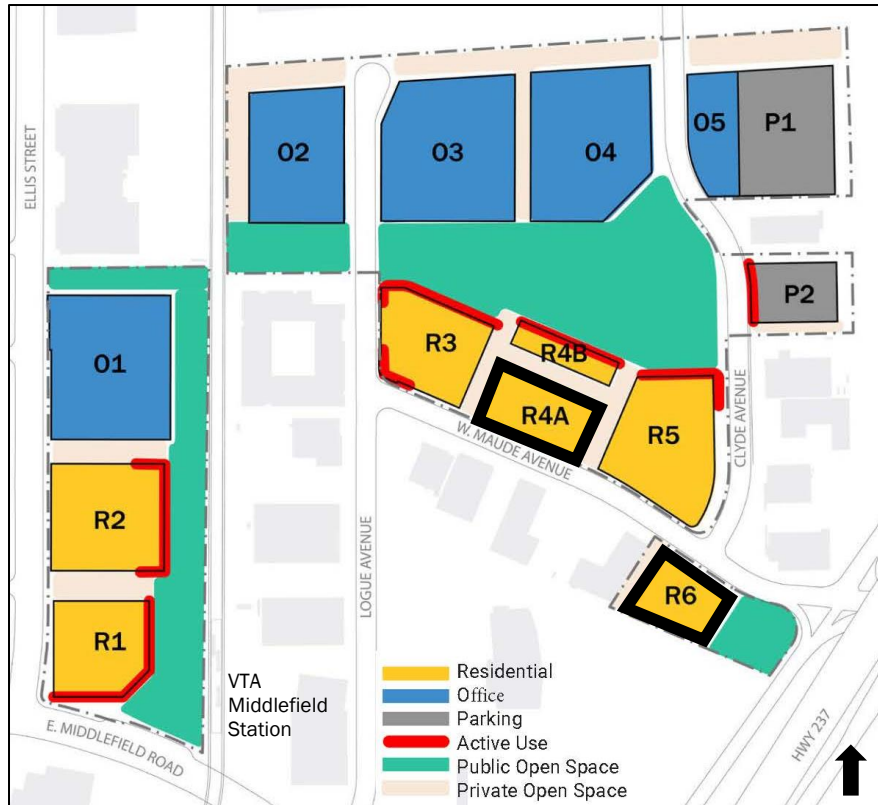 ELLIS STREET
O2
O3
O4
O5
P1
P2
O1
R3
R4B
R4A
R5
W. MAUDE AVENUE
CLYDE AVENUE
R2
LOGUE AVENUE
R6
R1
VTA
Middlefield
Station
E. MIDDLEFIELD ROAD
HWY 237
Residential
Office
Parking
Active Use
Public Open Space
Private Open Space